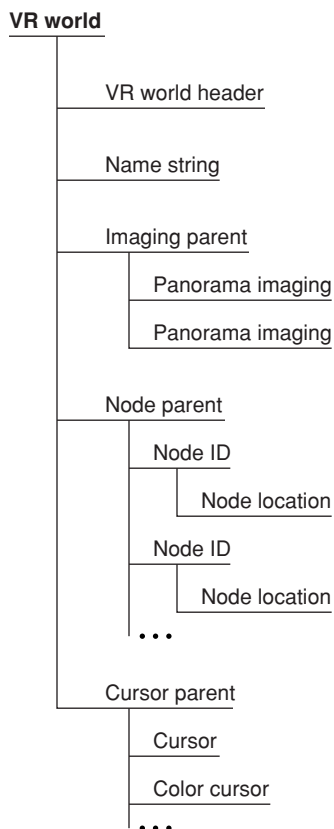 VR world
VR world header
Name string
Imaging parent
Panorama imaging
Panorama imaging
Node parent
Node ID
Node location
Node ID
Node location
...
Cursor parent
Cursor
Color cursor
...